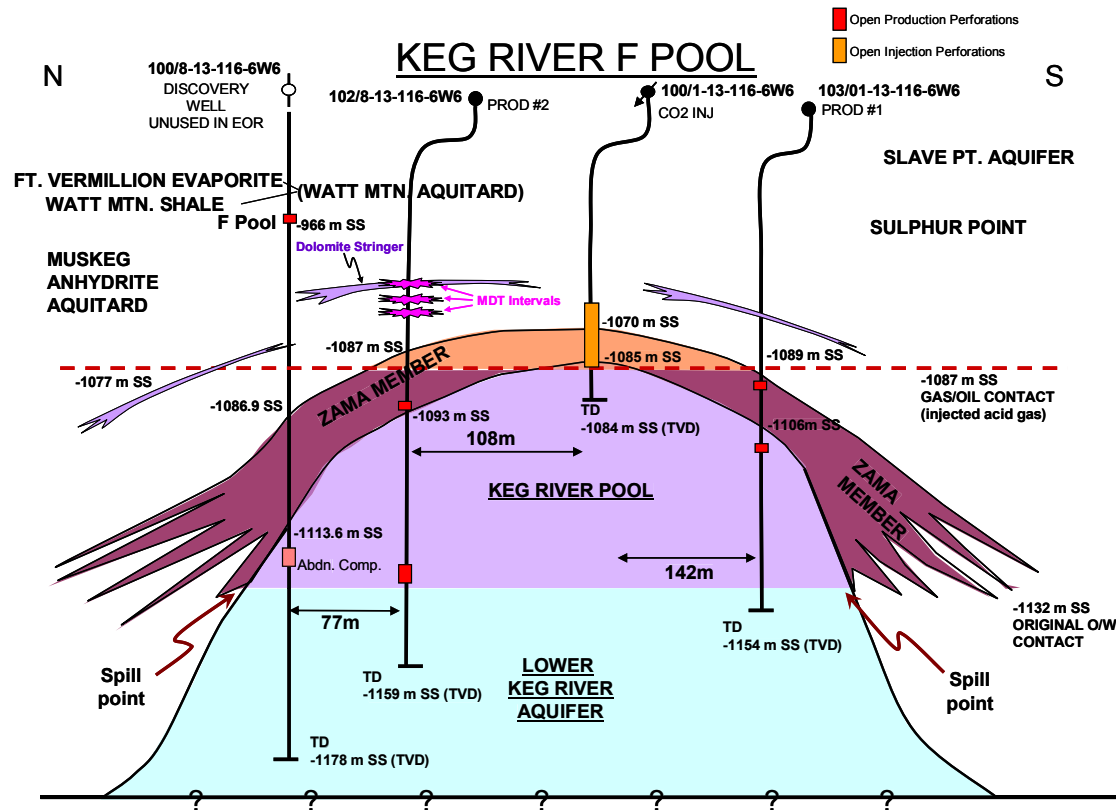 Open Production Perforations
Open Injection Perforations
KEG RIVER F POOL
N
S
100/8-13-116-6W6
DISCOVERY
WELL
UNUSED IN EOR
102/8-13-116-6W6
PROD #2
100/1-13-116-6W6
CO2 INJ
103/01-13-116-6W6
PROD #1
SLAVE PT. AQUIFER
FT. VERMILLION EVAPORITE
WATT MTN. SHALE
(WATT MTN. AQUITARD)
F Pool
-966 m SS
SULPHUR POINT
Dolomite Stringer
MUSKEG
ANHYDRITE
AQUITARD
MDT Intervals
-1070 m SS
-1087 m SS
-1085 m SS
-1089 m SS
-1077 m SS
-1087 m SS
GAS/OIL CONTACT
(injected acid gas)
ZAMA MEMBER
-1086.9 m SS
-1093 m SS
TD
-1084 m SS (TVD)
-1106m SS
108m
ZAMA
MEMBER
KEG RIVER POOL
-1113.6 m SS
Abdn. Comp.
142m
77m
-1132 m SS
ORIGINAL O/W
CONTACT
TD
-1154 m SS (TVD)
Spill
point
TD
-1159 m SS (TVD)
LOWER
KEG RIVER
AQUIFER
Spill
point
TD
-1178 m SS (TVD)
? ? ? ? ? ? ?